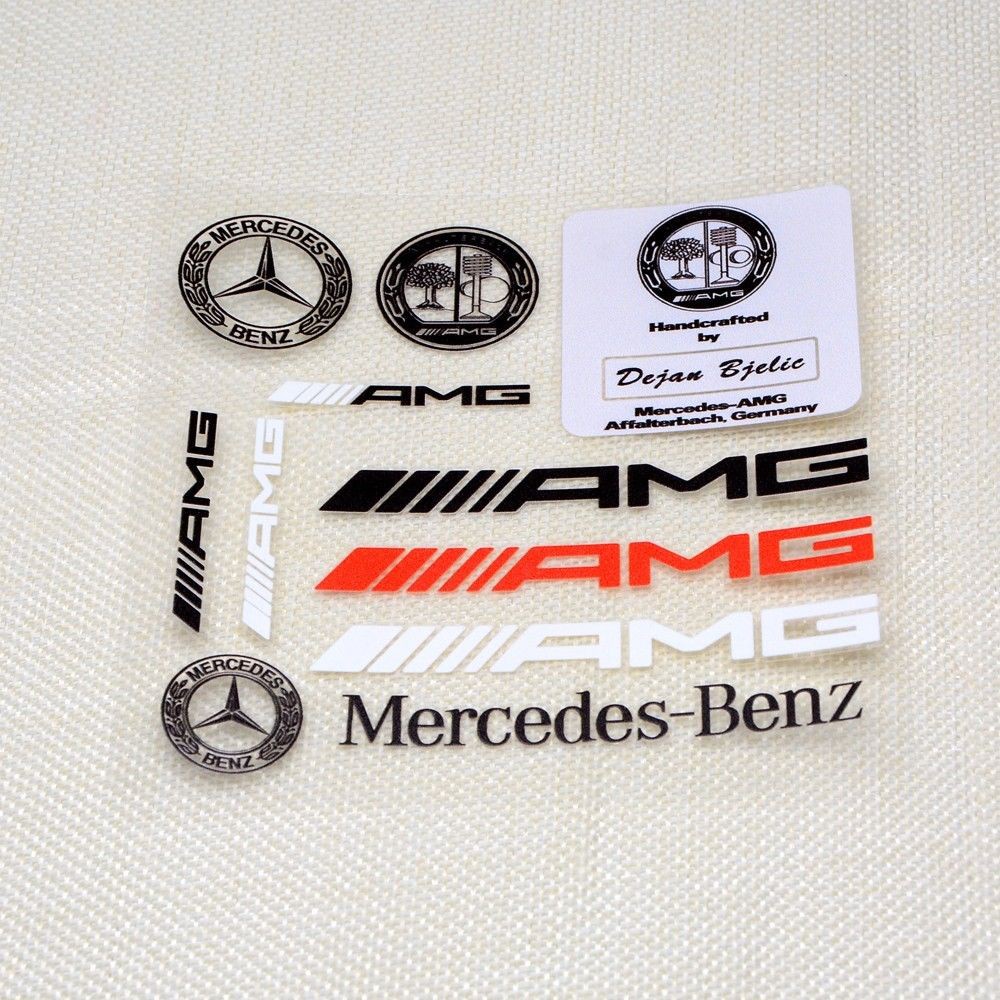 MERCEDES
BENZ
AMG
AMG
Handcrafted
by
Dejan Bjelic
Mercedes-AMG
Affalterbach, Germany
AMG
AMG
AMG
AMG
AMG
AMG
MERCEDES
BENZ
Mercedes-Benz